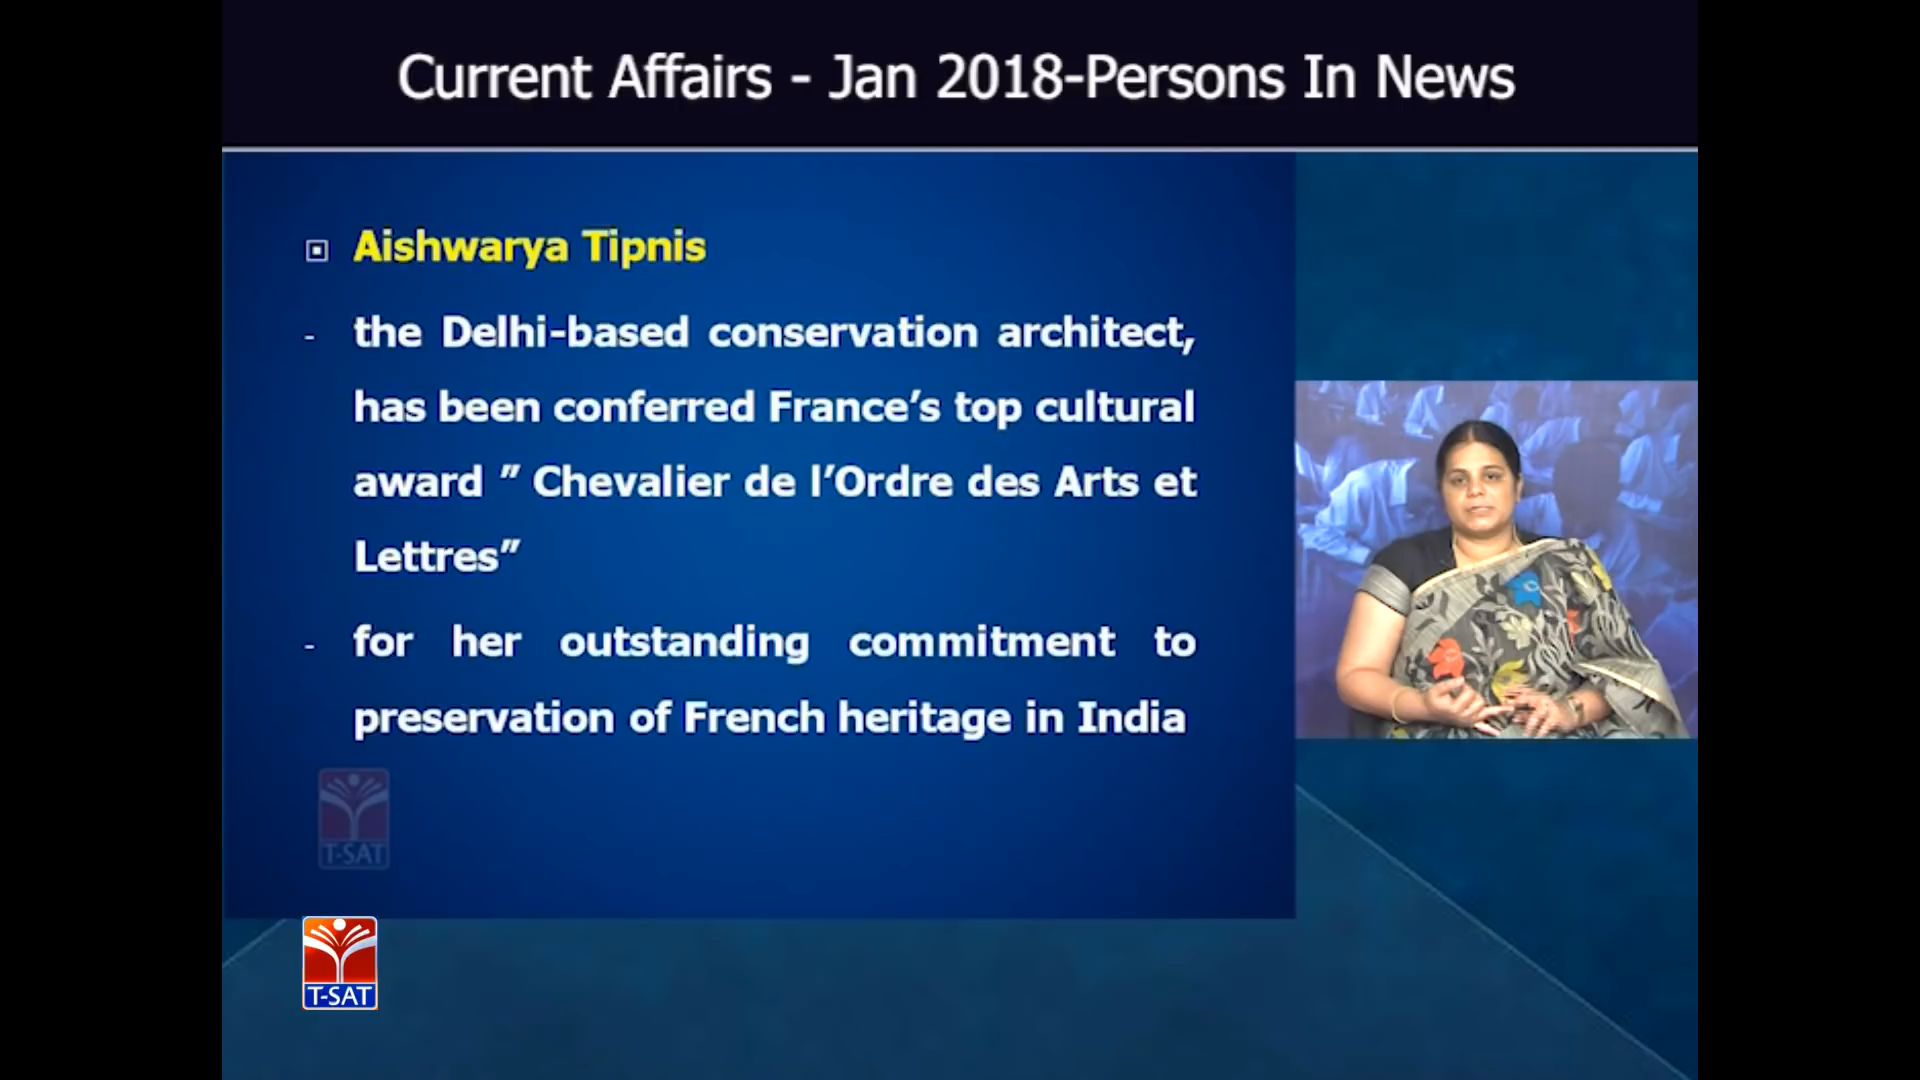 Current Affairs - Jan 2018-Persons In News
Aishwarya Tipnis
- the Delhi-based conservation architect,
has been conferred France’s top cultural
award ” Chevalier de l’Ordre des Arts et
Lettres”
- for her outstanding commitment to
preservation of French heritage in India
T-SAT
T-SAT